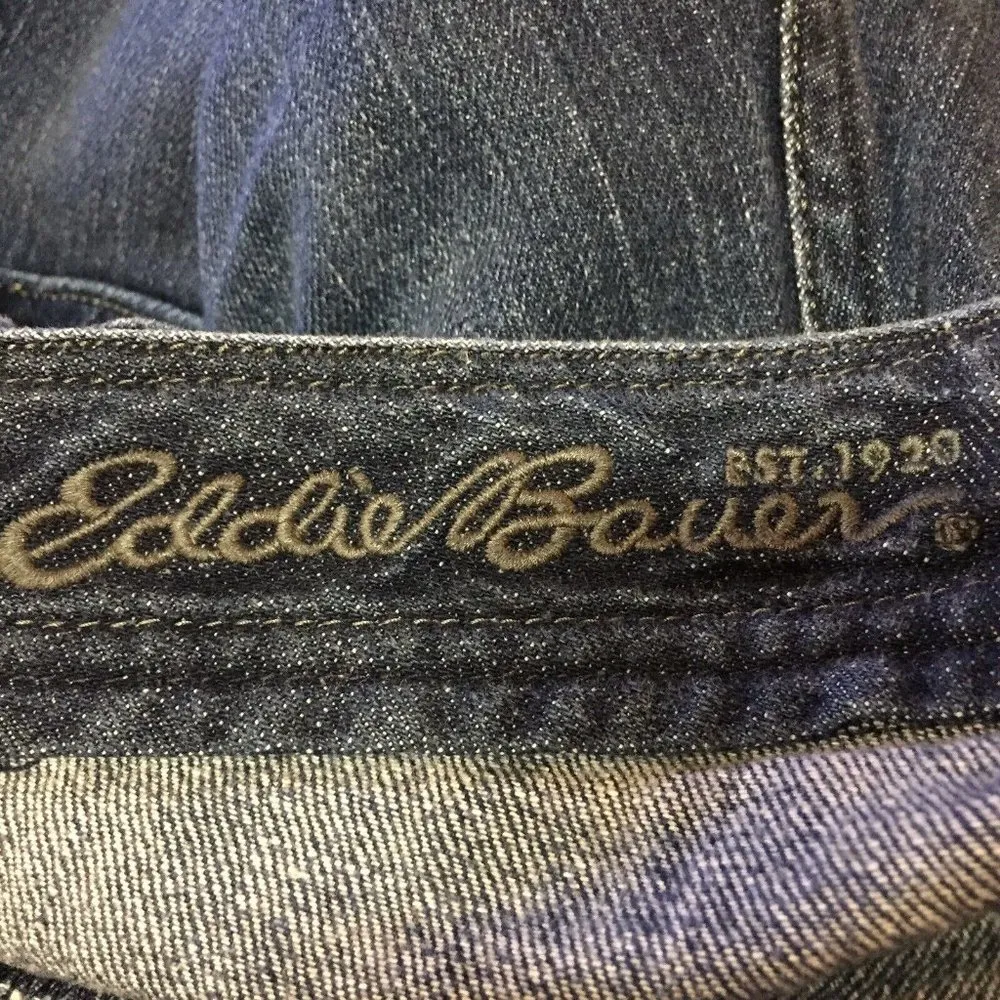 EST. 1920
Eddie Bauer ®